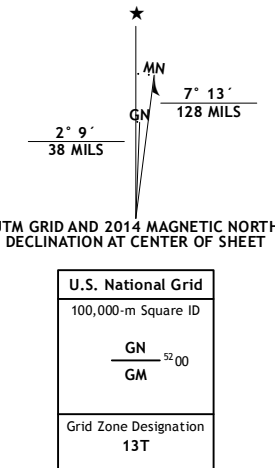 ★
MN
GN
7° 13´
128 MILS
2° 9´
38 MILS
UTM GRID AND 2014 MAGNETIC NORTH
DECLINATION AT CENTER OF SHEET
U.S. National Grid
100,000-m Square ID
GN
52 00
GM
Grid Zone Designation
13T